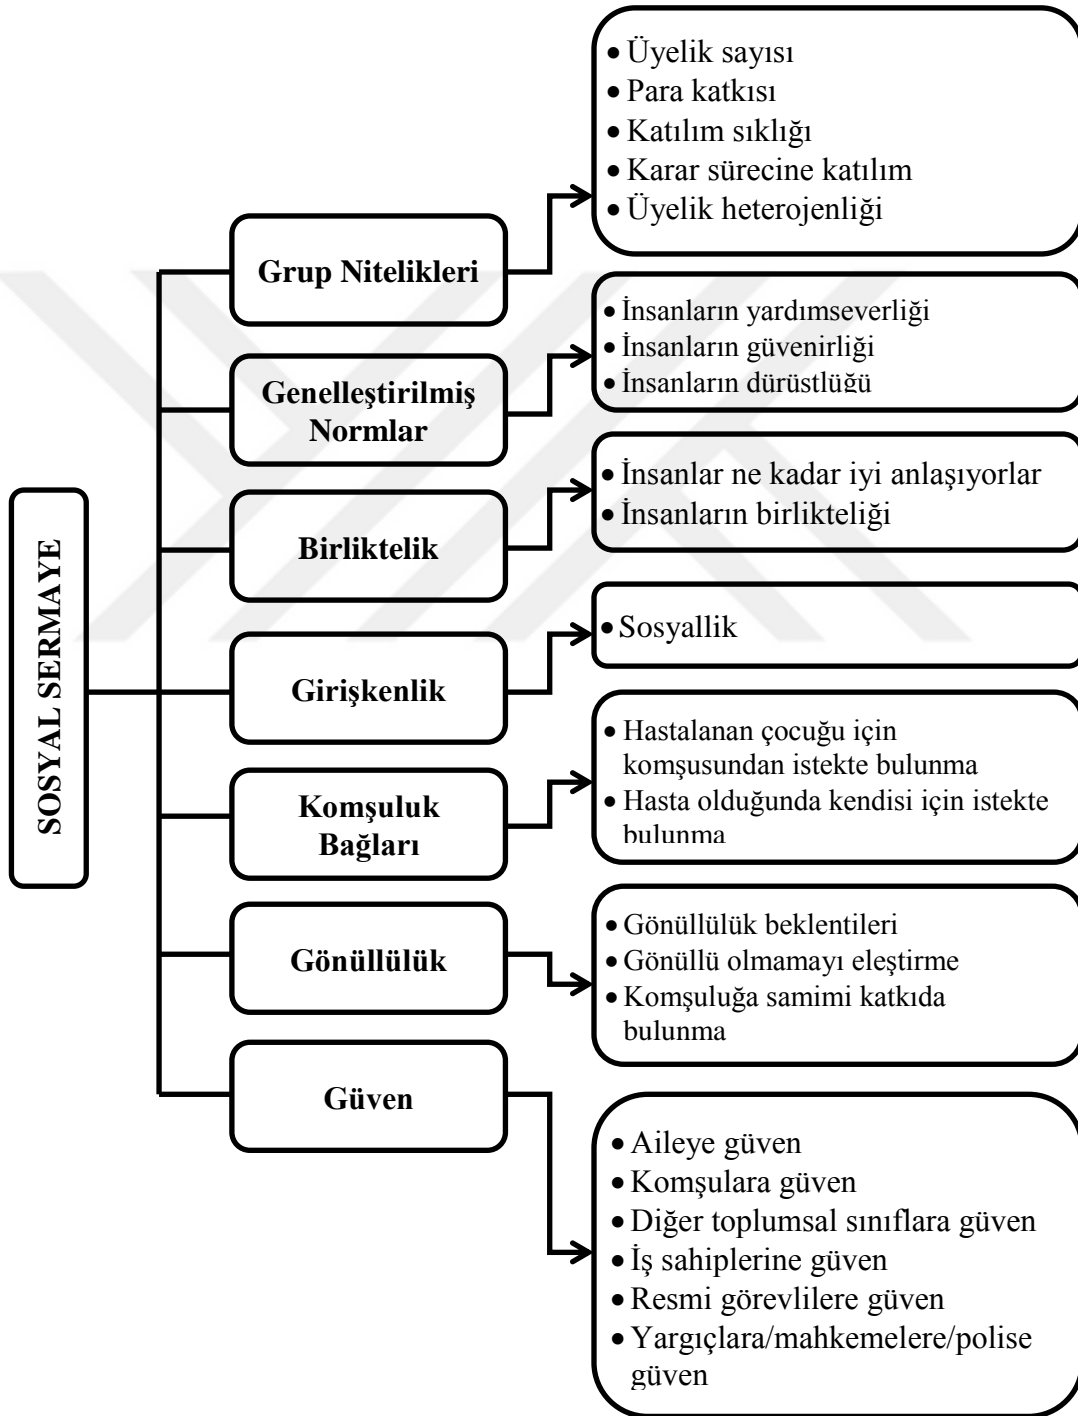 SOSYAL SERMAYE
Grup Nitelikleri
• Üyelik sayısı
• Para katkısı
• Katılım sıklığı
• Karar sürecine katılım
• Üyelik heterojenliği
Genelleştirilmiş
Normlar
• İnsanların yardımseverliği
• İnsanların güvenirliği
• İnsanların dürüstlüğü
Birliktelik
• İnsanlar ne kadar iyi anlaşıyorlar
• İnsanların birlikteliği
Girişkenlik
• Sosyallik
Komşuluk
Bağları
• Hastalanan çocuğu için
komşusundan istekte bulunma
• Hasta olduğunda kendisi için istekte
bulunma
Gönüllülük
• Gönüllülük beklentileri
• Gönüllü olmamayı eleştirme
• Komşuluğa samimi katkıda
bulunma
Güven
• Aileye güven
• Komşulara güven
• Diğer toplumsal sınıflara güven
• İş sahiplerine güven
• Resmi görevlilere güven
• Yargıçlara/mahkemelere/polise
güven